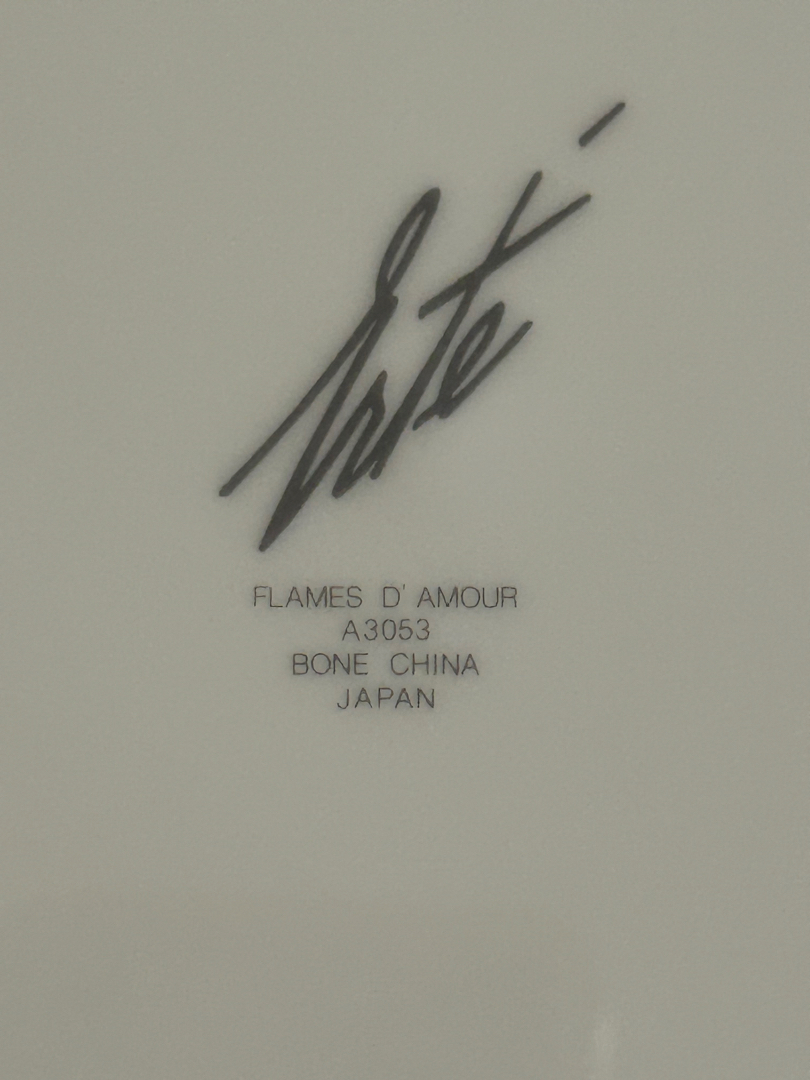 Erté
FLAMES D' AMOUR
A3053
BONE CHINA
JAPAN